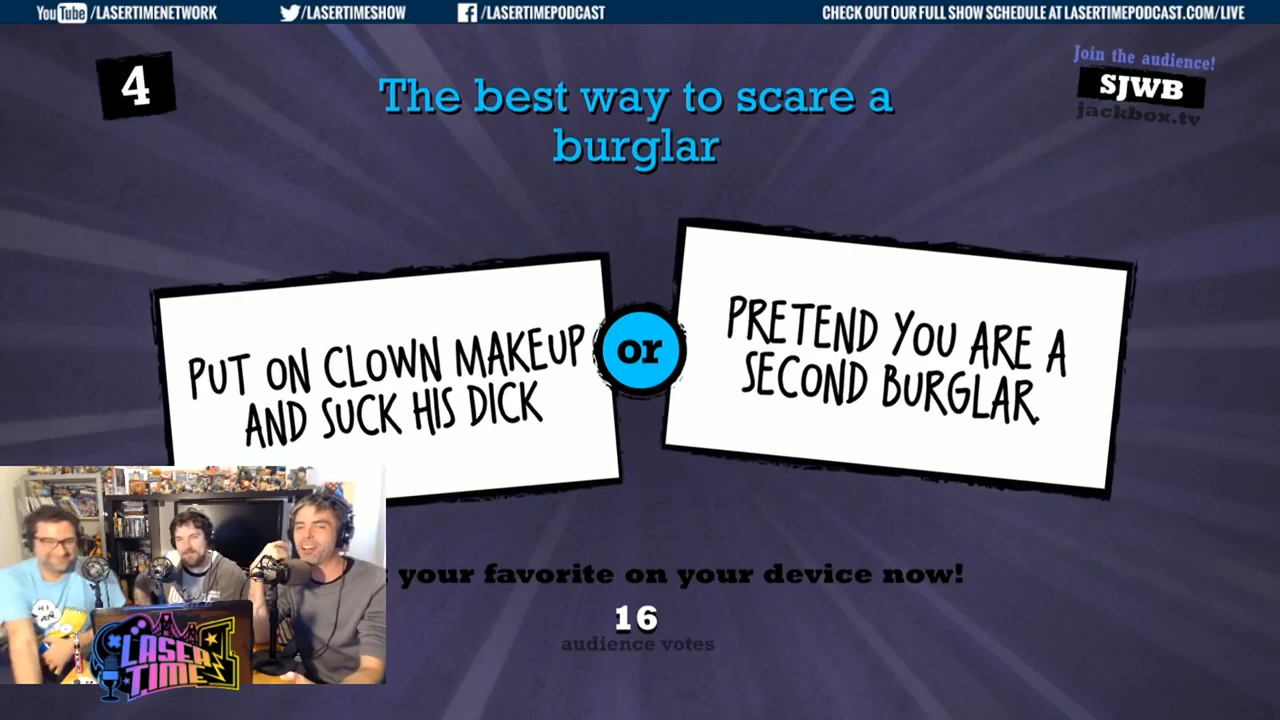 YouTube /LASERTIMENETWORK /LASERTIMESHOW /LASERTIMEPODCAST CHECK OUT OUR FULL SHOW SCHEDULE AT LASERTIMEPODCAST.COM/LIVE
4
Join the audience!
SJWB
jackbox.tv
The best way to scare a
burglar
PUT ON CLOWN MAKEUP
AND SUCK HIS DICK
or
PRETEND YOU ARE A
SECOND BURGLAR.
your favorite on your device now!
16
audience votes
LASER
TIME